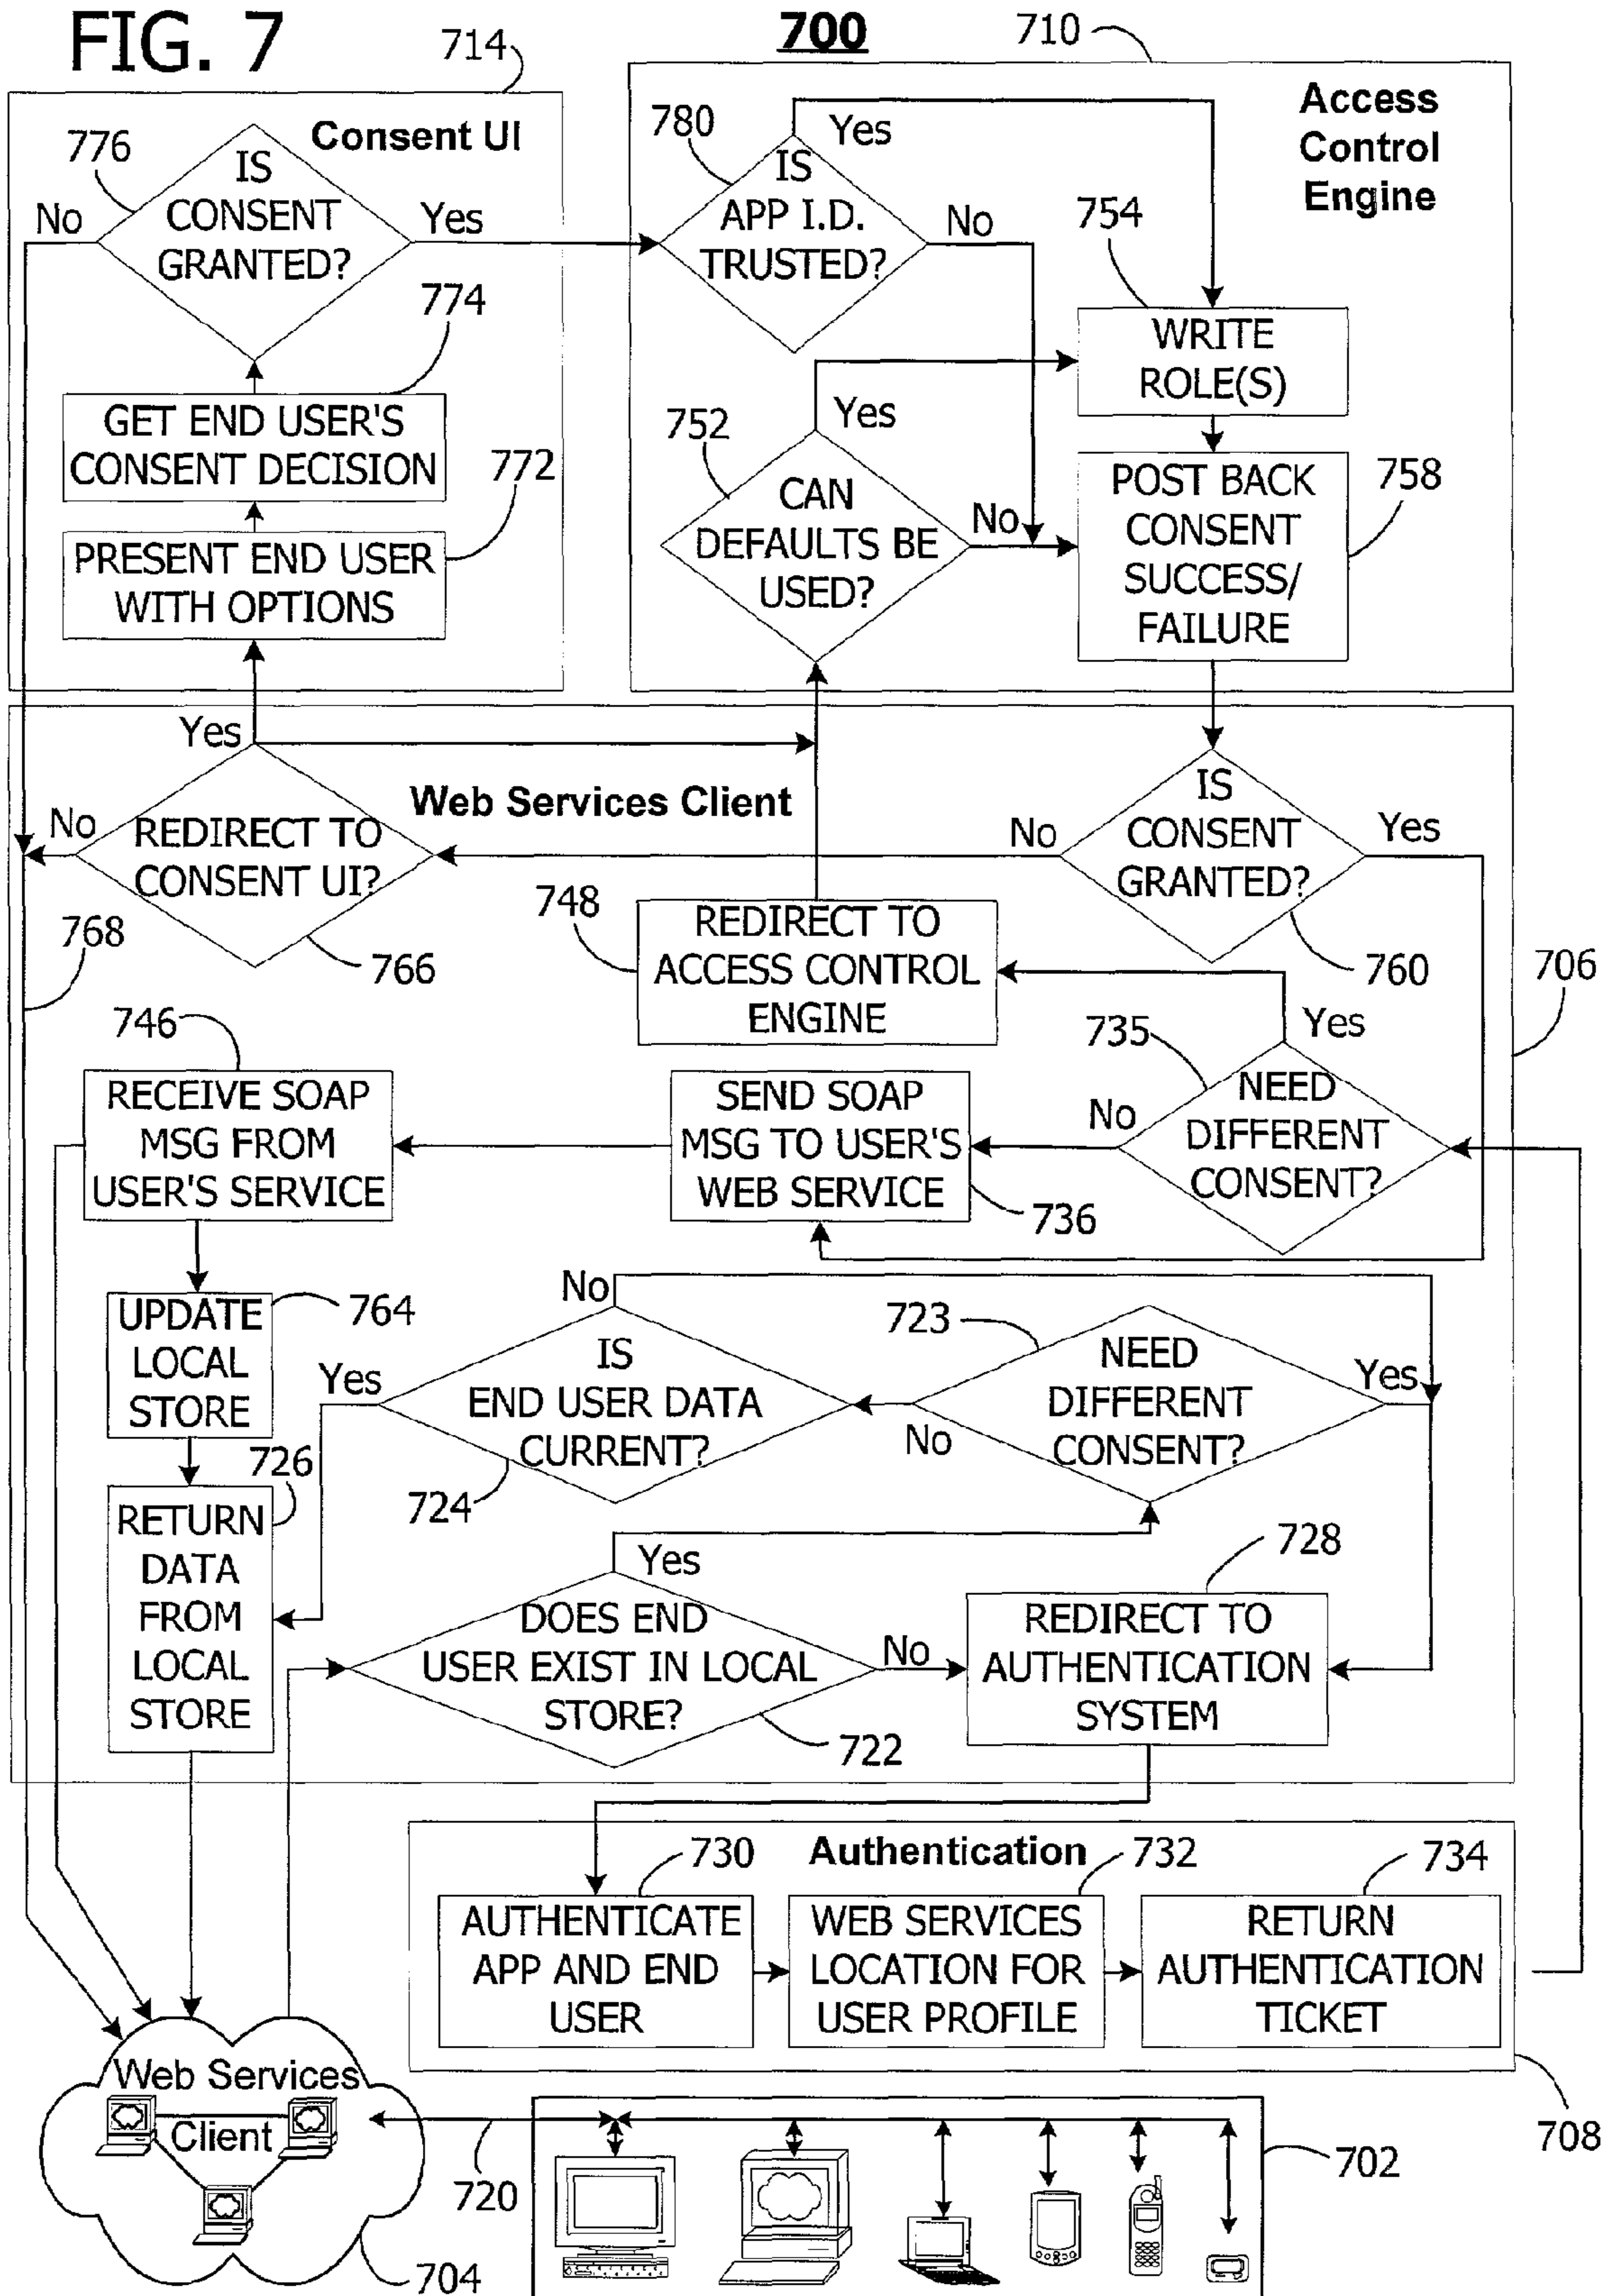 FIG. 7
700
714
710
Consent UI
776
IS
CONSENT
GRANTED?
No
Yes
774
GET END USER'S
CONSENT DECISION
772
PRESENT END USER
WITH OPTIONS
Access
Control
Engine
780
Yes
IS
APP I.D.
TRUSTED?
No
754
WRITE
ROLE(S)
752
Yes
CAN
DEFAULTS BE
USED?
No
POST BACK
CONSENT
SUCCESS/
FAILURE
758
Yes
Web Services Client
No
REDIRECT TO
CONSENT UI?
766
768
No
IS
CONSENT
GRANTED?
Yes
760
706
748
REDIRECT TO
ACCESS CONTROL
ENGINE
735
Yes
NEED
DIFFERENT
CONSENT?
No
746
RECEIVE SOAP
MSG FROM
USER'S SERVICE
SEND SOAP
MSG TO USER'S
WEB SERVICE
736
UPDATE
LOCAL
STORE
764
No
IS
END USER DATA
CURRENT?
Yes
724
723
NEED
DIFFERENT
CONSENT?
Yes
No
726
RETURN
DATA
FROM
LOCAL
STORE
Yes
DOES END
USER EXIST IN LOCAL
STORE?
No
722
728
REDIRECT TO
AUTHENTICATION
SYSTEM
Authentication
730
732
734
AUTHENTICATE
APP AND END
USER
WEB SERVICES
LOCATION FOR
USER PROFILE
RETURN
AUTHENTICATION
TICKET
708
Web Services
Client
704
720
702